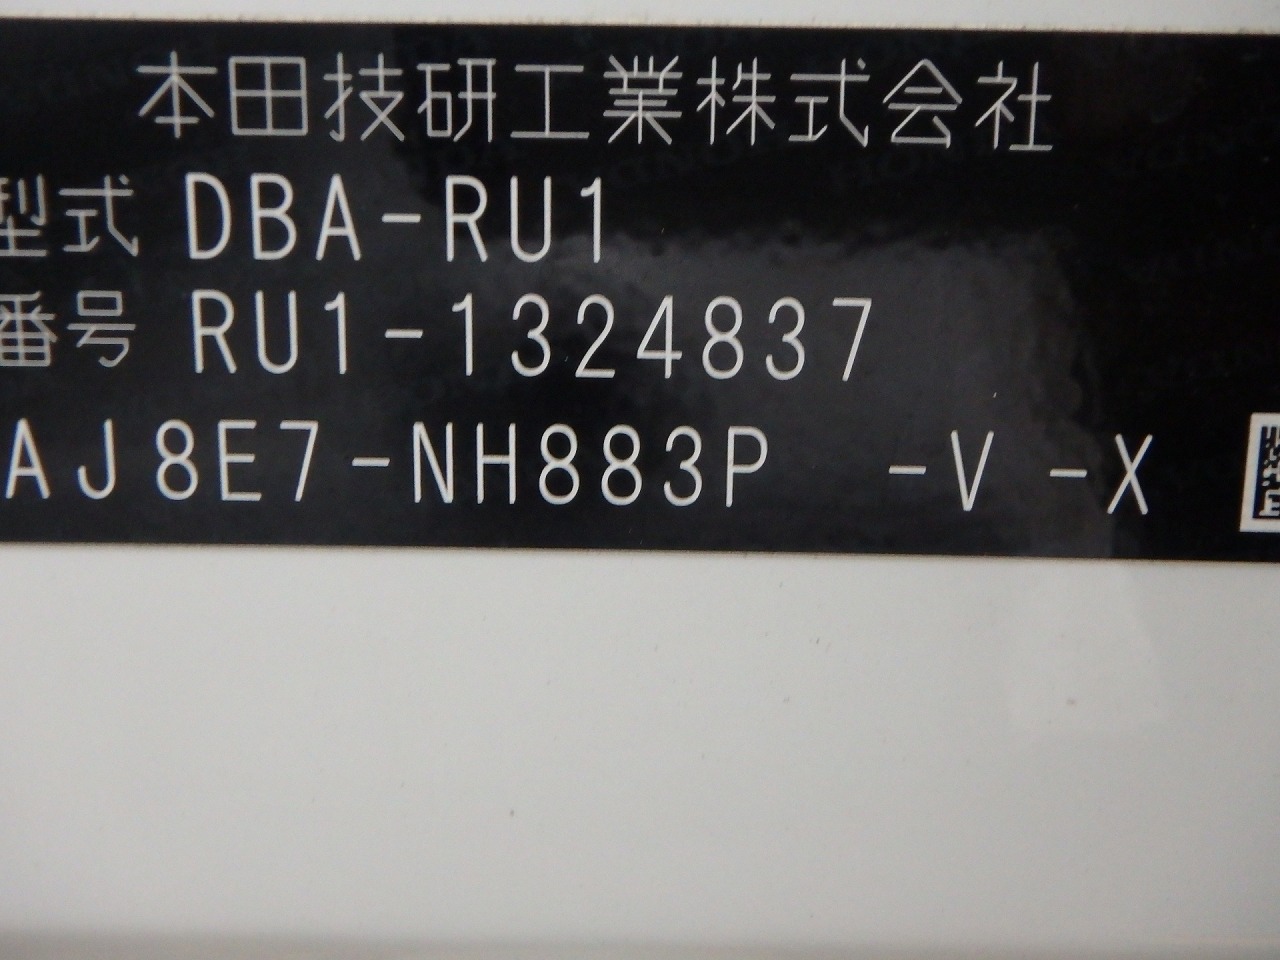 本田技研工業株式会社
型式 DBA-RU1
番号 RU1-1324837
AJ8E7-NH883P -V -X